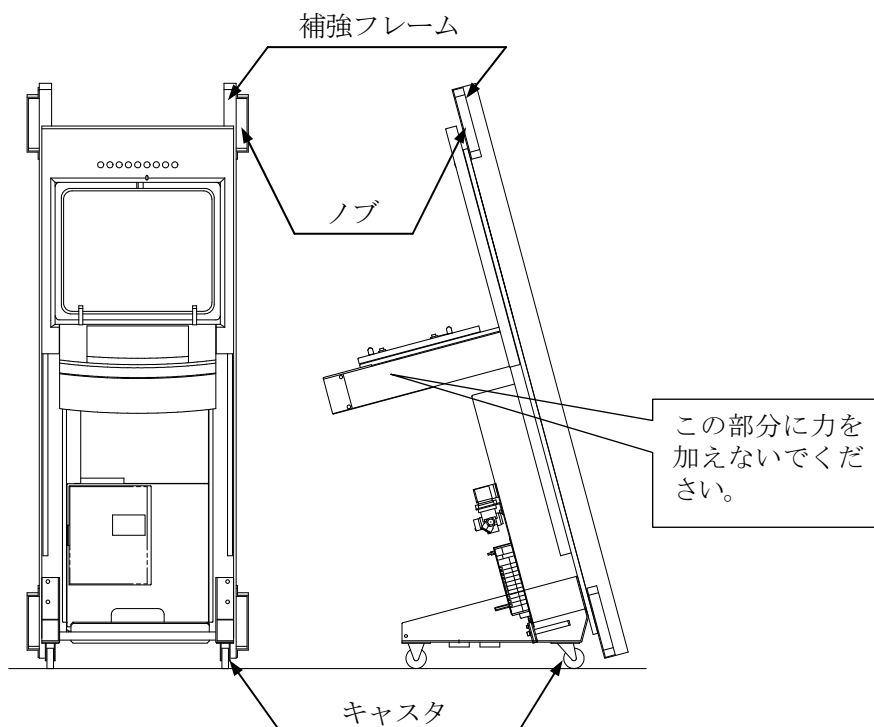 補強フレーム
ノブ
この部分に力を
加えないでくだ
さい。
キャスタ